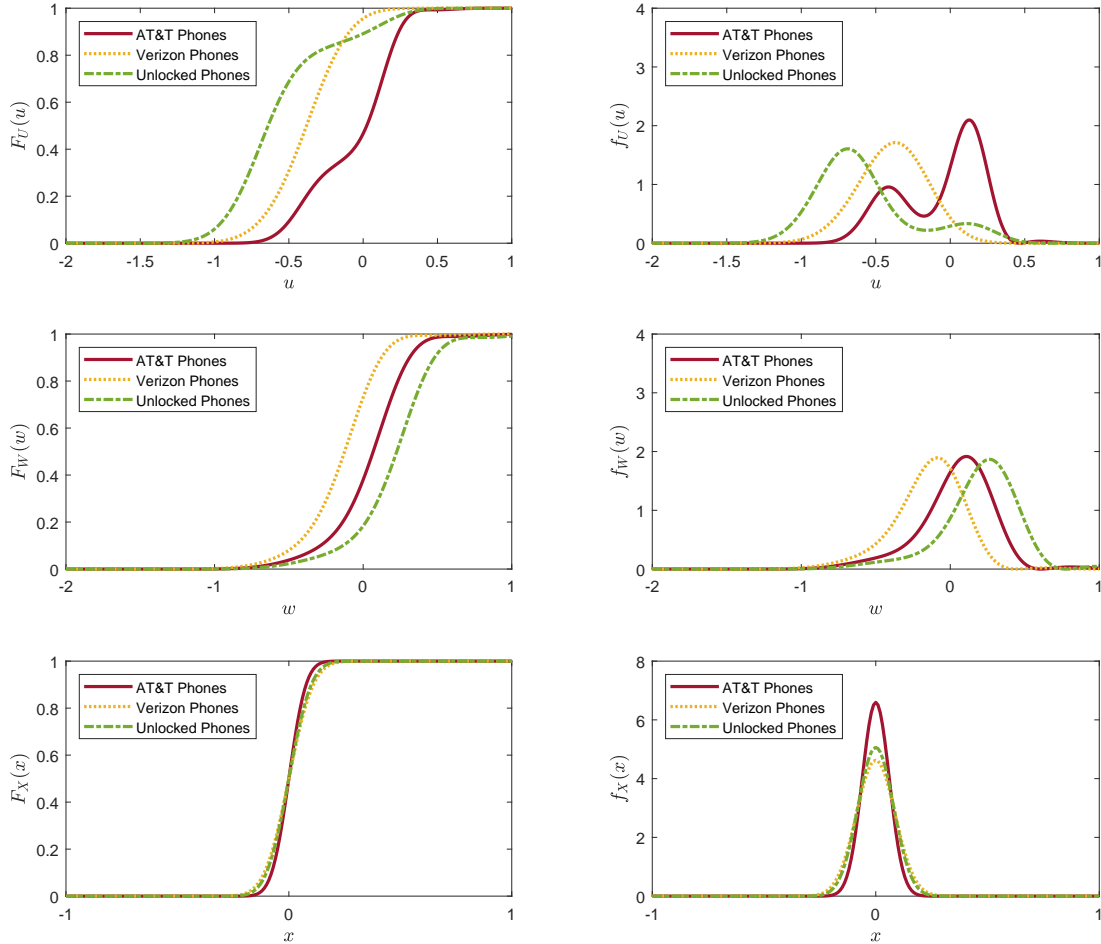 1
0.8
0.6
0.4
0.2
0
F_U(u)
AT&T Phones
Verizon Phones
Unlocked Phones
-2 -1.5 -1 -0.5 0 0.5 1
u
4
3
2
1
0
f_U(u)
AT&T Phones
Verizon Phones
Unlocked Phones
-2 -1.5 -1 -0.5 0 0.5 1
u
1
0.8
0.6
0.4
0.2
0
F_W(w)
AT&T Phones
Verizon Phones
Unlocked Phones
-2 -1 0 1
w
4
3
2
1
0
f_W(w)
AT&T Phones
Verizon Phones
Unlocked Phones
-2 -1 0 1
w
1
0.8
0.6
0.4
0.2
0
F_X(x)
AT&T Phones
Verizon Phones
Unlocked Phones
-1 0 1
x
8
6
4
2
0
f_X(x)
AT&T Phones
Verizon Phones
Unlocked Phones
-1 0 1
x